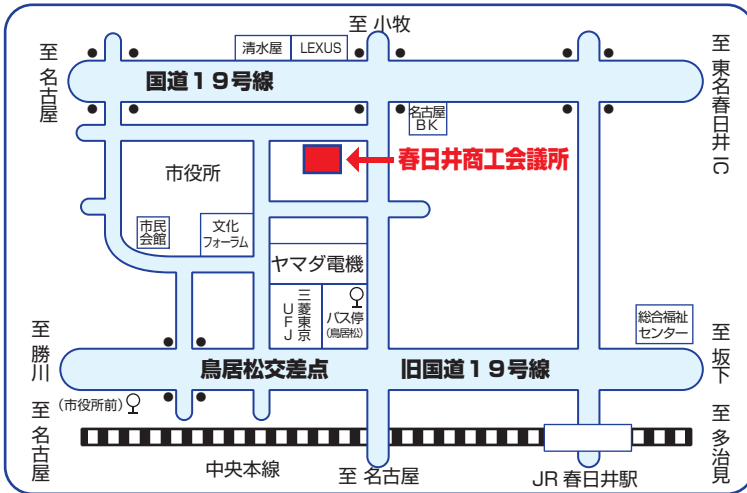 至 小牧
至 名古屋
清水屋
LEXUS
国道19号線
至 東名春日井IC
名古屋
BK
市役所
春日井商工会議所
市民
会館
文化
フォーラム
ヤマダ電機
三菱東京
UFJ
バス停
(鳥居松)
総合福祉
センター
至 勝川
鳥居松交差点
旧国道19号線
至 坂下
(市役所前)
至 名古屋
中央本線
至 名古屋
JR 春日井駅
至 多治見